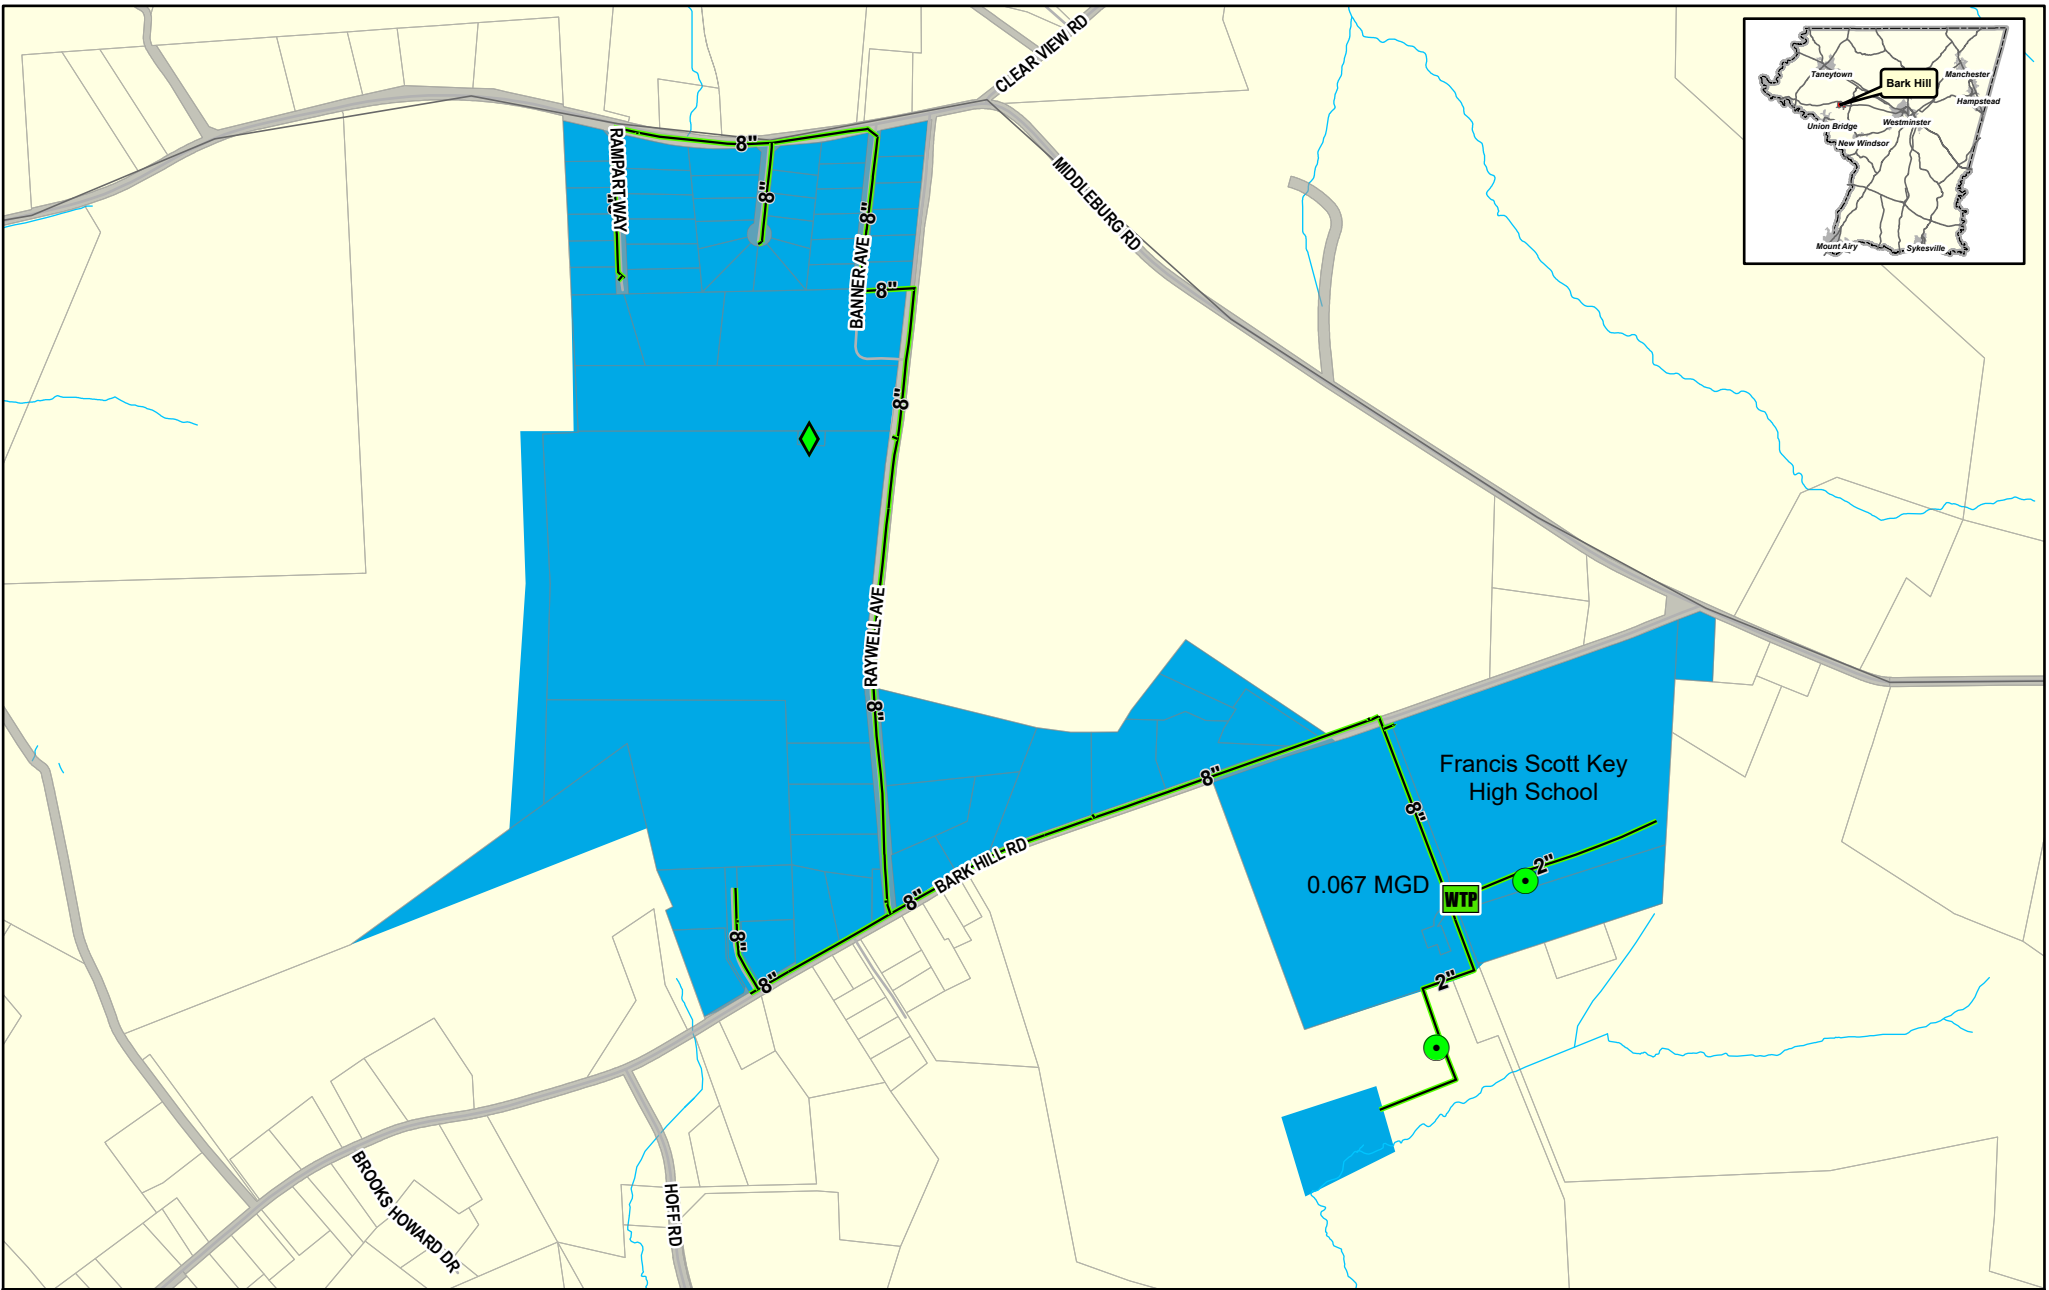 CLEAR VIEW RD
Taneytown
Bark Hill
Manchester
Hampstead
Union Bridge
Westminster
New Windsor
Mount Airy
Sykesville
RAMPART WAY
8"
8"
8"
8"
BANNER AVE
8"
MIDDLEBURG RD
8"
RAYWELL AVE
8"
Francis Scott Key
High School
8"
8"
BARK HILL RD
2"
0.067 MGD
WTP
8"
8"
8"
2"
BROOKS HOWARD DR
HOFF RD